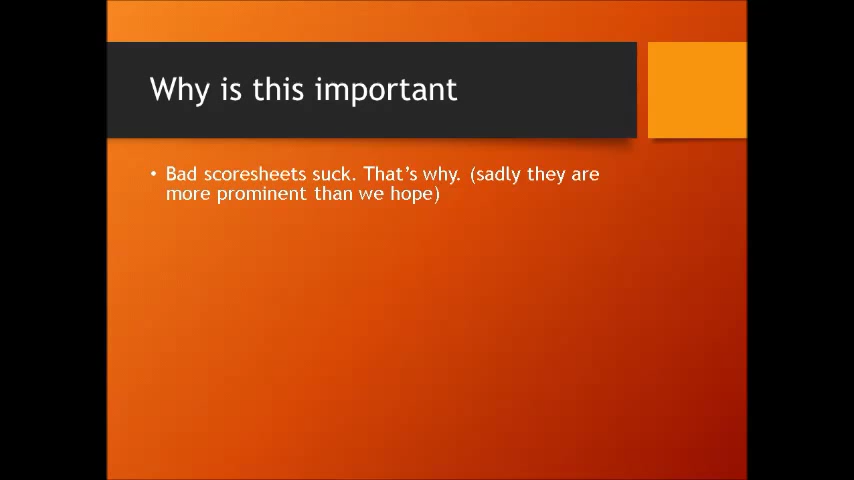 Why is this important
• Bad scoresheets suck. That’s why. (sadly they are
more prominent than we hope)